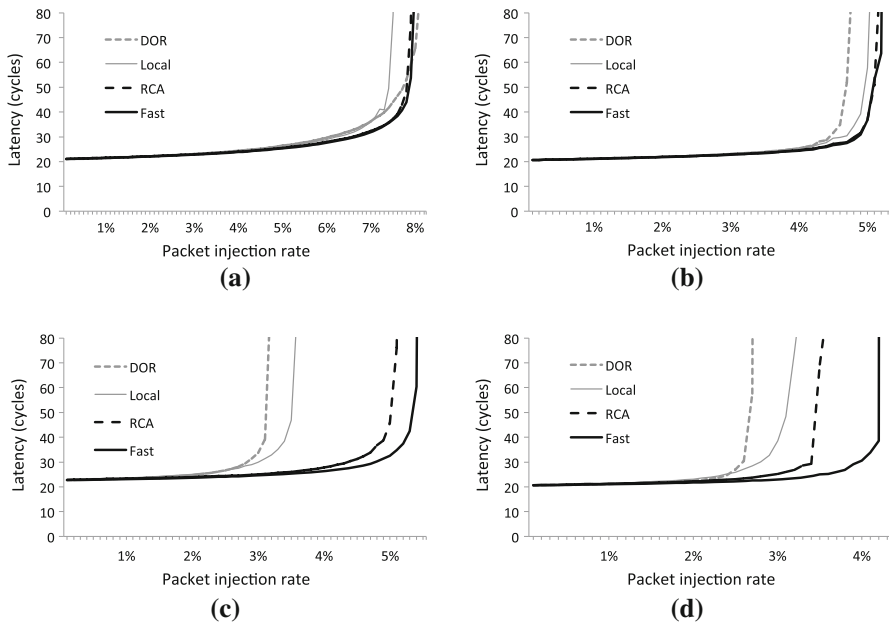 80
70
60
50
40
30
20
10
0
Latency (cycles)
DOR
Local
RCA
Fast
1% 2% 3% 4% 5% 6% 7% 8%
Packet injection rate
(a)
80
70
60
50
40
30
20
10
0
Latency (cycles)
DOR
Local
RCA
Fast
1% 2% 3% 4% 5%
Packet injection rate
(b)
80
70
60
50
40
30
20
10
0
Latency (cycles)
DOR
Local
RCA
Fast
1% 2% 3% 4% 5%
Packet injection rate
(c)
80
70
60
50
40
30
20
10
0
Latency (cycles)
DOR
Local
RCA
Fast
1% 2% 3% 4%
Packet injection rate
(d)